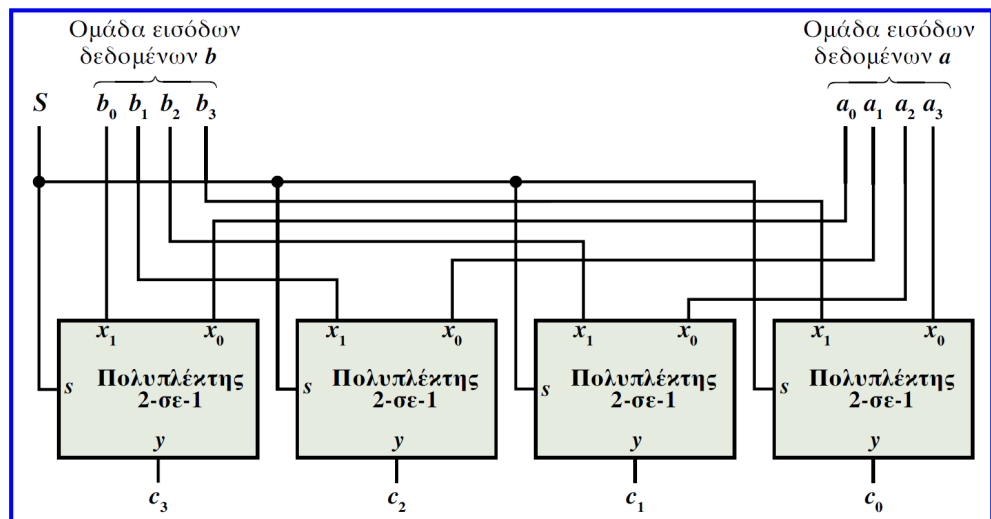 Ομάδα εισόδων
δεδομένων b
Ομάδα εισόδων
δεδομένων a
S b₀ b₁ b₂ b₃ a₀ a₁ a₂ a₃
x₁ x₀ x₁ x₀ x₁ x₀ x₁ x₀
s Πολυπλέκτης
2-σε-1
y
s Πολυπλέκτης
2-σε-1
y
s Πολυπλέκτης
2-σε-1
y
s Πολυπλέκτης
2-σε-1
y
c₃ c₂ c₁ c₀